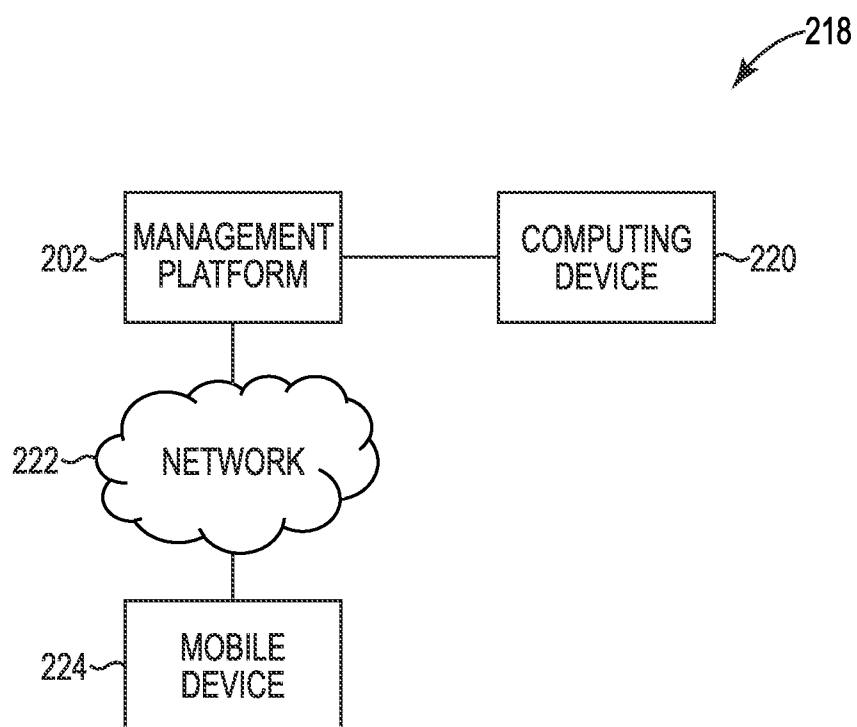 218
202
MANAGEMENT
PLATFORM
COMPUTING
DEVICE
220
222
NETWORK
224
MOBILE
DEVICE